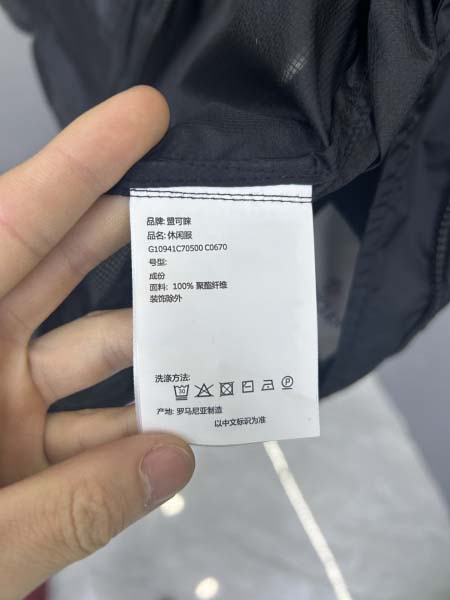 品牌: 盟可睐
品名: 休闲服
G10941C70500 C0670
号型:
成份
面料: 100% 聚酯纤维
装饰除外
洗涤方法:
30
P
产地: 罗马尼亚制造
以中文标识为准